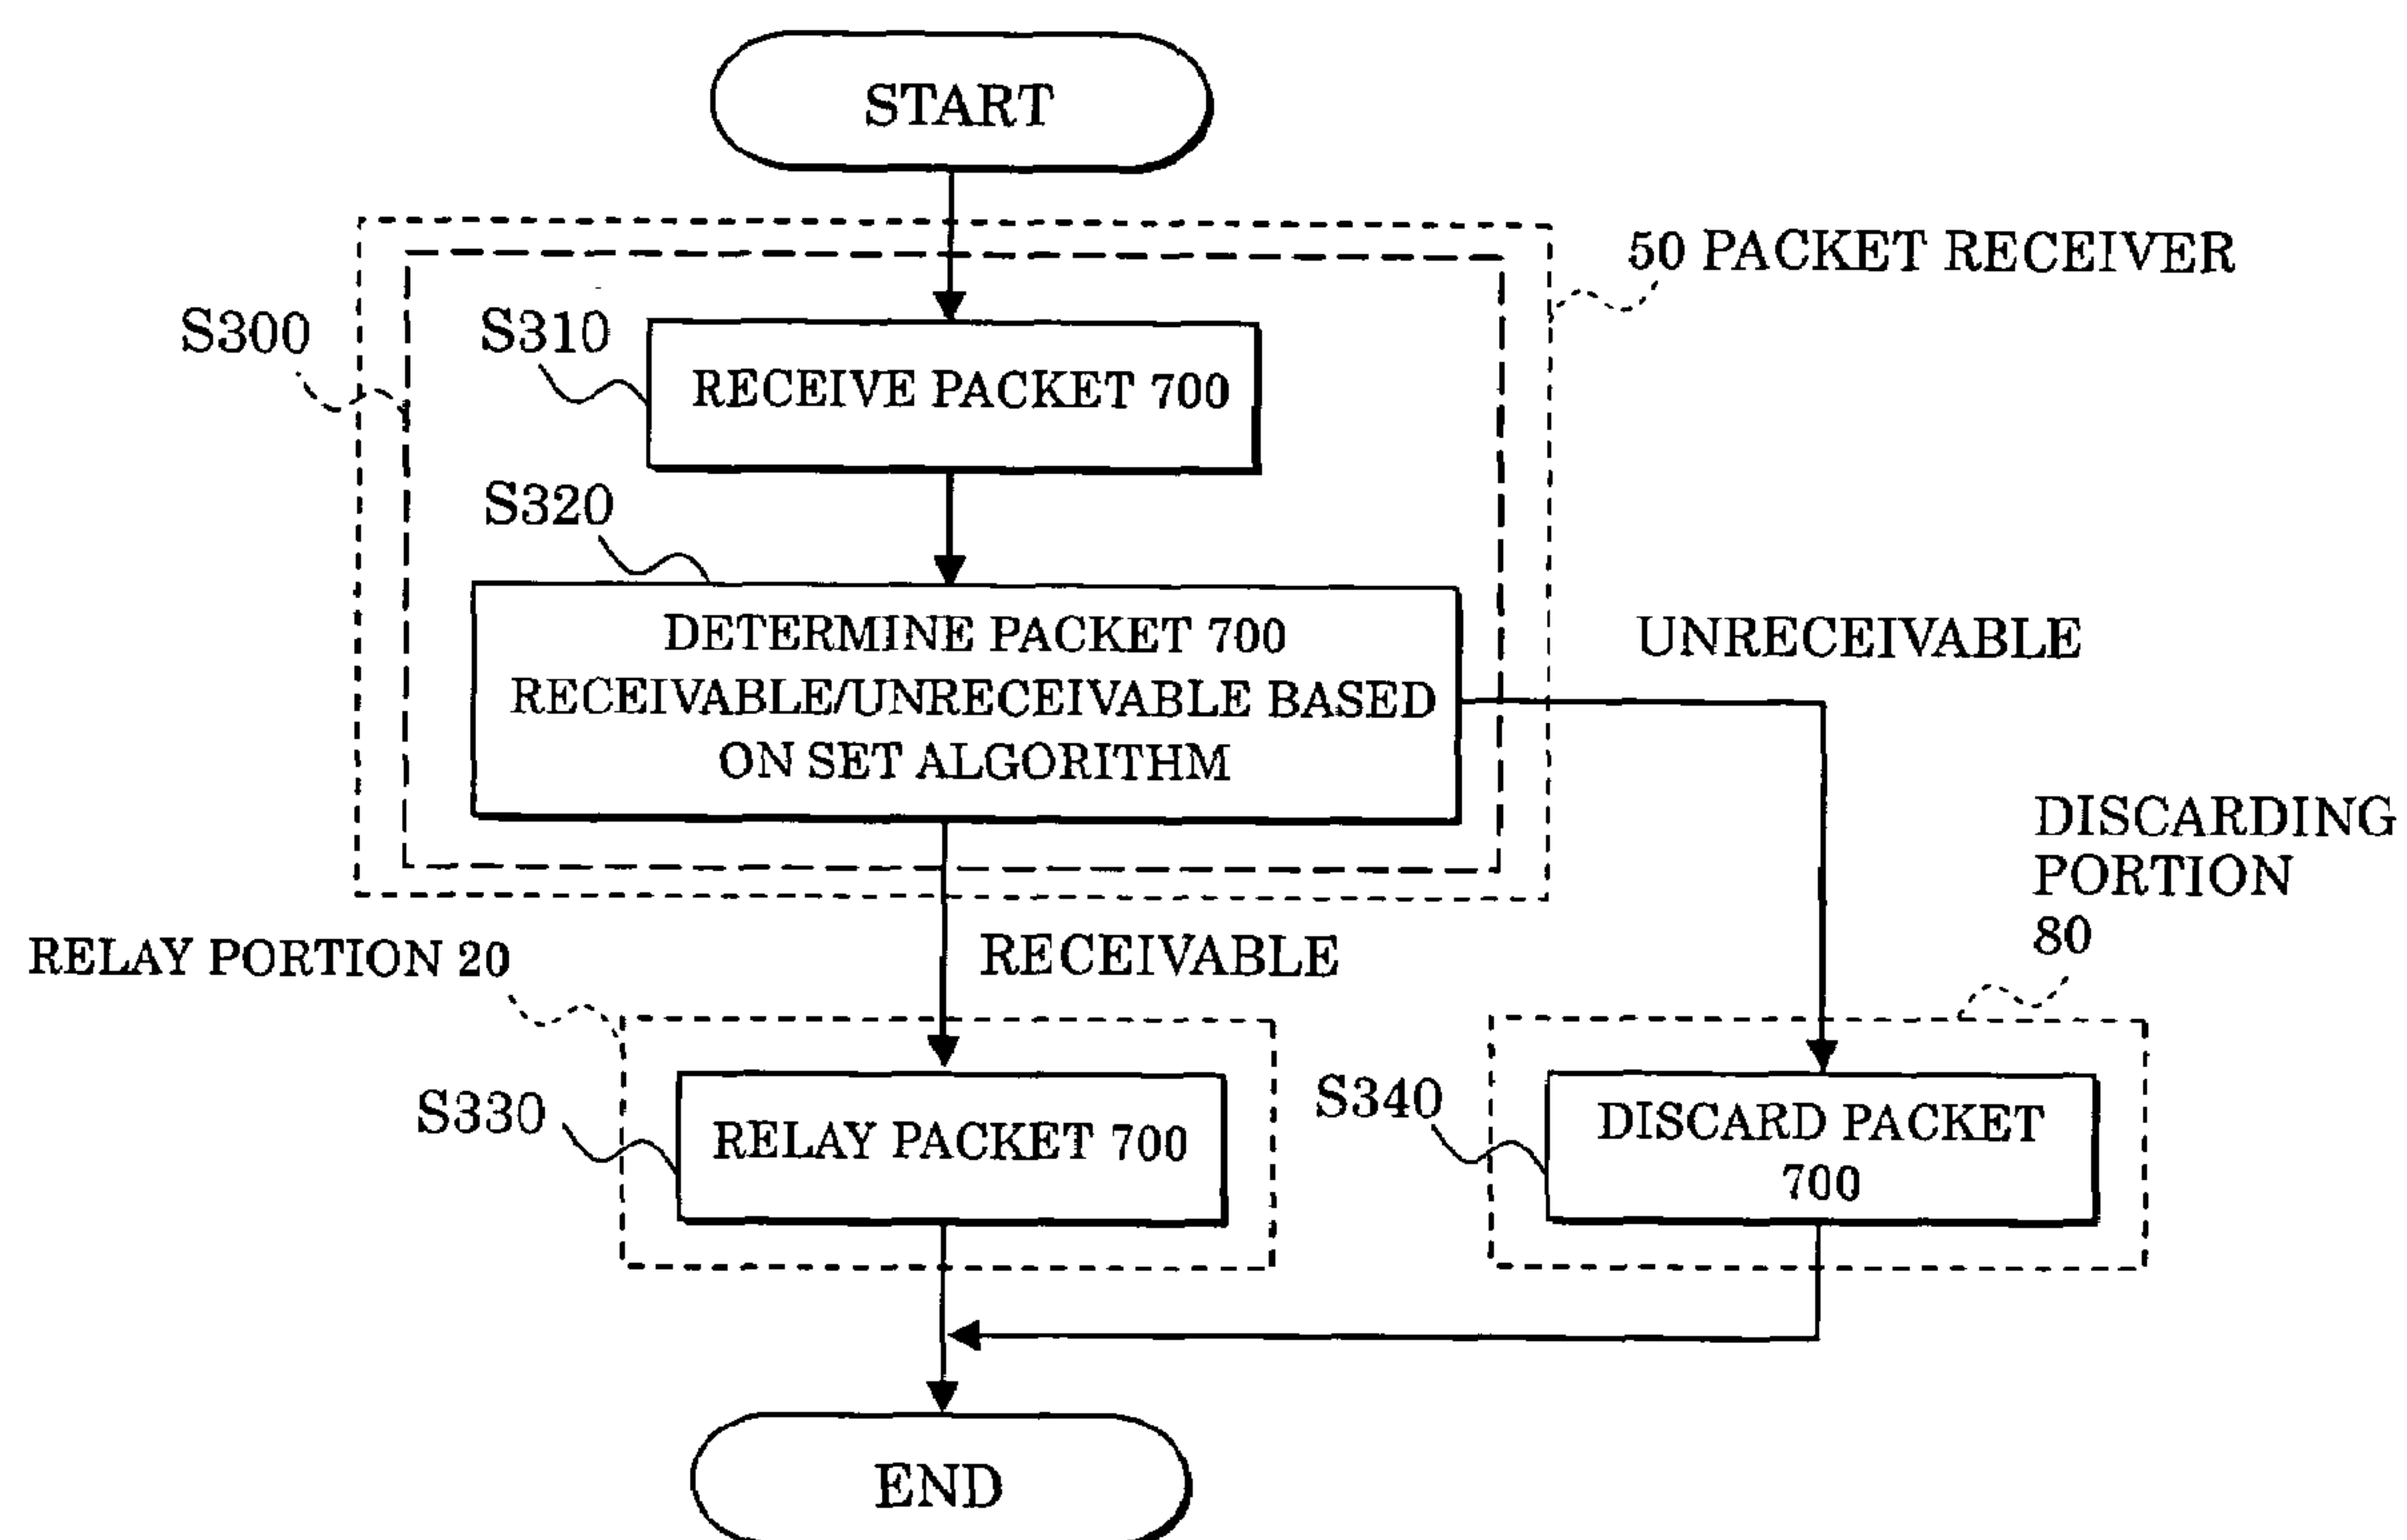 START
50 PACKET RECEIVER
S300
S310
RECEIVE PACKET 700
S320
DETERMINE PACKET 700
RECEIVABLE/UNRECEIVABLE BASED
ON SET ALGORITHM
UNRECEIVABLE
DISCARDING
PORTION
80
RELAY PORTION 20
RECEIVABLE
S330
RELAY PACKET 700
S340
DISCARD PACKET
700
END